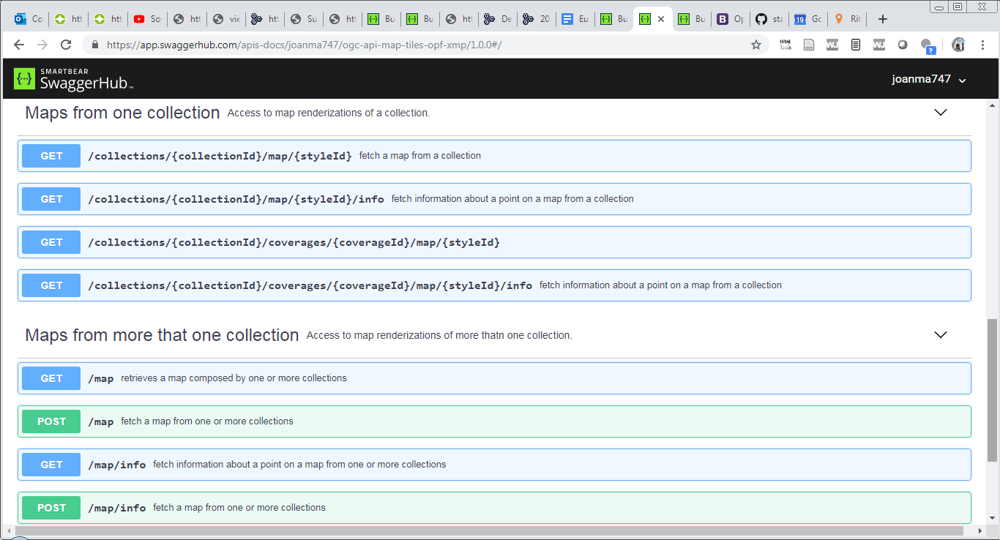 Co
htt
htt
So
htt
vie
htt
Su
htt
Bu
Bu
htt
De
20
Eu
Bu
Bu
Op
sta
19
Go
Rit
https://app.swaggerhub.com/apis-docs/joanma747/ogc-api-map-tiles-opf-xmp/1.0.0#/
SMARTBEAR
SwaggerHub
joanma747
Maps from one collection Access to map renderizations of a collection.
GET /collections/{collectionId}/map/{styleId} fetch a map from a collection
GET /collections/{collectionId}/map/{styleId}/info fetch information about a point on a map from a collection
GET /collections/{collectionId}/coverages/{coverageId}/map/{styleId}
GET /collections/{collectionId}/coverages/{coverageId}/map/{styleId}/info fetch information about a point on a map from a collection
Maps from more that one collection Access to map renderizations of more thatn one collection.
GET /map retrieves a map composed by one or more collections
POST /map fetch a map from one or more collections
GET /map/info fetch information about a point on a map from one or more collections
POST /map/info fetch a map from one or more collections